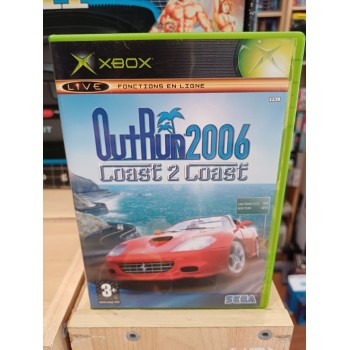 XBOX
LIVE FONCTIONS EN LIGNE
OutRun2006
Coast 2 Coast
3+
SEGA